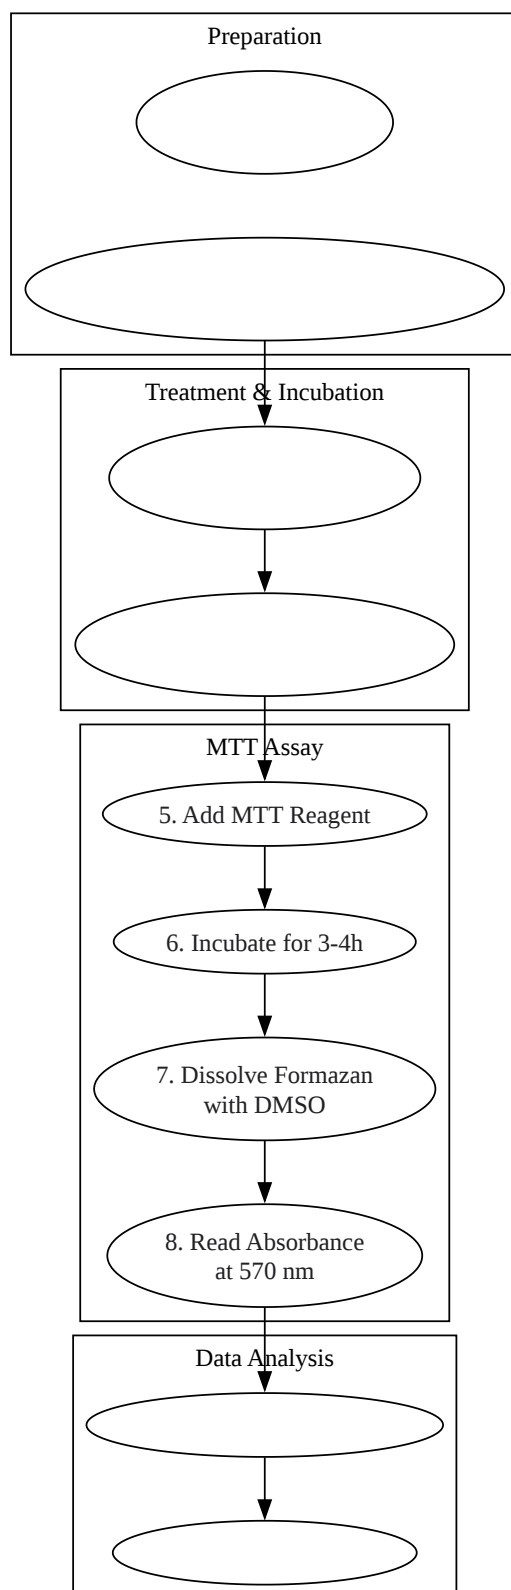 Preparation
Treatment & Incubation
MTT Assay
5. Add MTT Reagent
6. Incubate for 3-4h
7. Dissolve Formazan
with DMSO
8. Read Absorbance
at 570 nm
Data Analysis